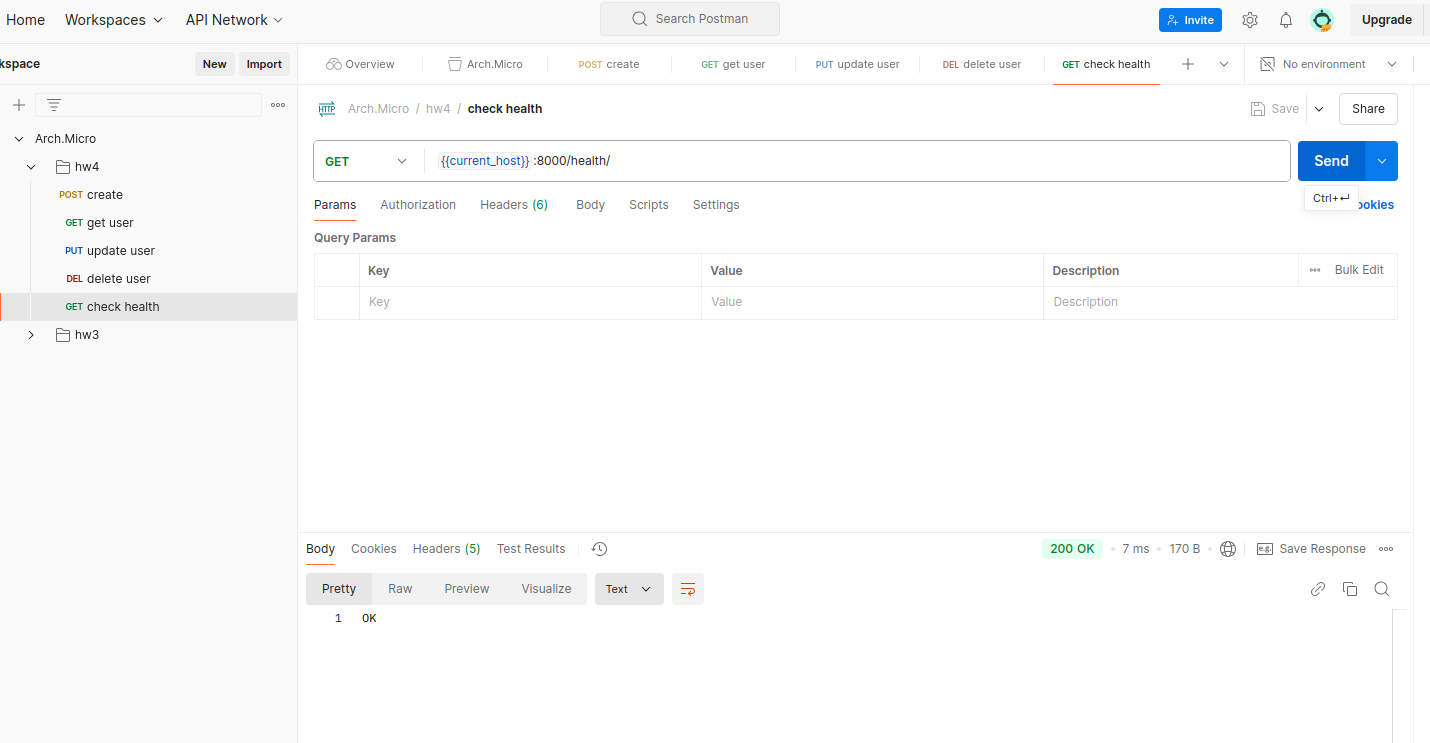 Home Workspaces API Network Search Postman Invite Upgrade
kspace New Import Overview Arch.Micro POST create GET get user PUT update user DEL delete user GET check health No environment
HTTP Arch.Micro / hw4 / check health Save Share
Arch.Micro
hw4
POST create
GET get user
PUT update user
DEL delete user
GET check health
hw3
GET {{current_host}} :8000/health/ Send
Ctrl+↵
Params Authorization Headers (6) Body Scripts Settings ookies
Query Params
Key Value Description Bulk Edit
Key Value Description
Body Cookies Headers (5) Test Results 200 OK 7 ms 170 B e.g. Save Response
Pretty Raw Preview Visualize Text
1 OK